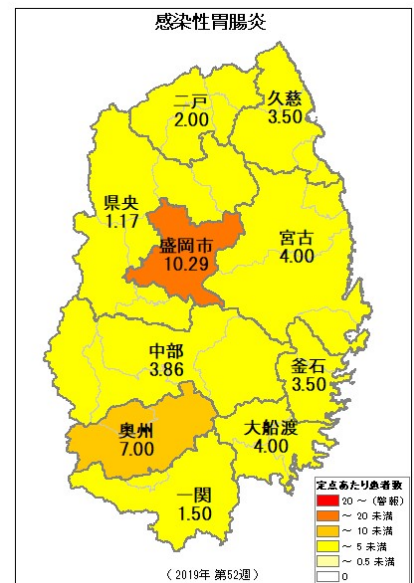 感染性胃腸炎
二戸
2.00
久慈
3.50
県央
1.17
盛岡市
10.29
宮古
4.00
中部
3.86
釜石
3.50
奥州
7.00
大船渡
4.00
一関
1.50
定点あたり患者数
20 ～ (警報)
～ 20 未満
～ 10 未満
～ 5 未満
～ 0.5 未満
0
（2019年 第52週）